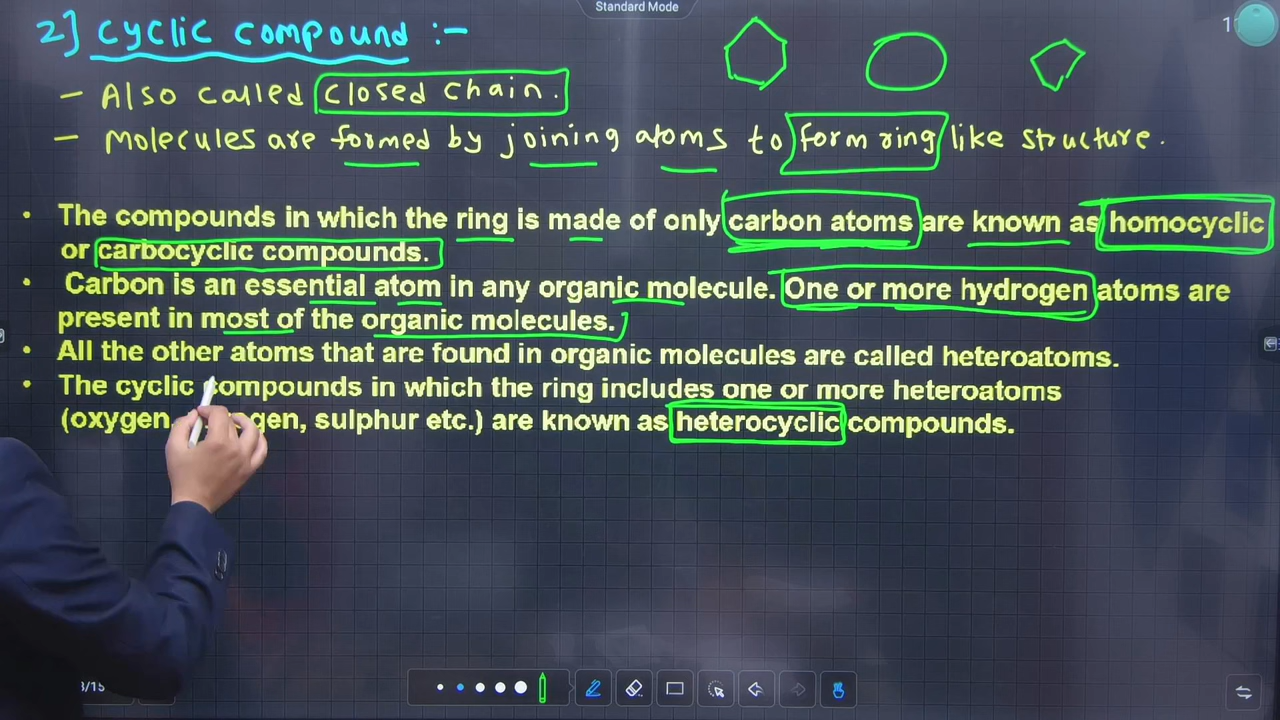 Standard Mode
2] cyclic compound :-
– Also called closed chain.
– Molecules are formed by joining atoms to form ring like structure.
• The compounds in which the ring is made of only carbon atoms are known as homocyclic
or carbocyclic compounds.
• Carbon is an essential atom in any organic molecule. One or more hydrogen atoms are
present in most of the organic molecules.
• All the other atoms that are found in organic molecules are called heteroatoms.
• The cyclic compounds in which the ring includes one or more heteroatoms
(oxygen, gen, sulphur etc.) are known as heterocyclic compounds.
/15